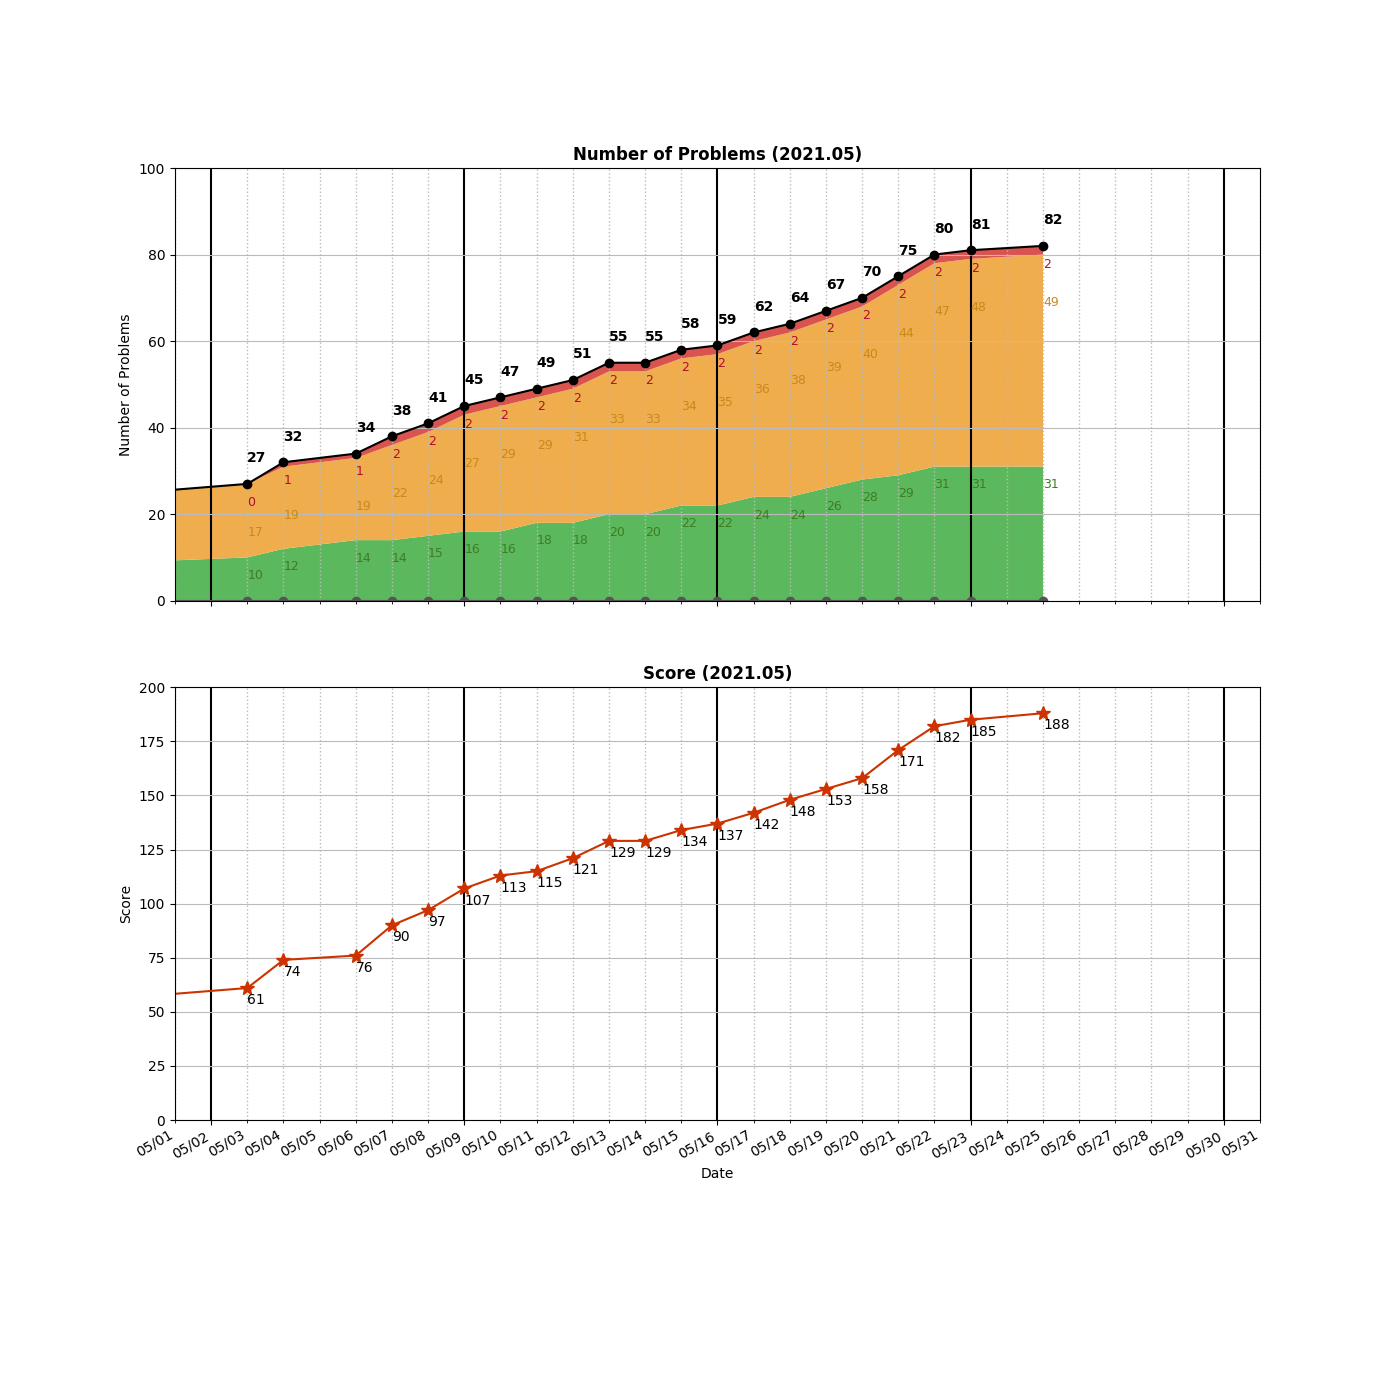 Number of Problems (2021.05)
Number of Problems
100
80
60
40
20
0
27 32 34 38 41 45 47 49 51 55 55 58 59 62 64 67 70 75 80 81 82
0 1 1 2 2 2 2 2 2 2 2 2 2 2 2 2 2 2 2 2 2
17 19 19 22 24 27 29 29 31 33 33 34 35 36 38 39 40 44 47 48 49
10 12 14 14 15 16 16 18 18 20 20 22 22 24 24 26 28 29 31 31 31
Score (2021.05)
Score
200
175
150
125
100
75
50
25
0
61 74 76 90 97 107 113 115 121 129 129 134 137 142 148 153 158 171 182 185 188
05/01 05/02 05/03 05/04 05/05 05/06 05/07 05/08 05/09 05/10 05/11 05/12 05/13 05/14 05/15 05/16 05/17 05/18 05/19 05/20 05/21 05/22 05/23 05/24 05/25 05/26 05/27 05/28 05/29 05/30 05/31
Date